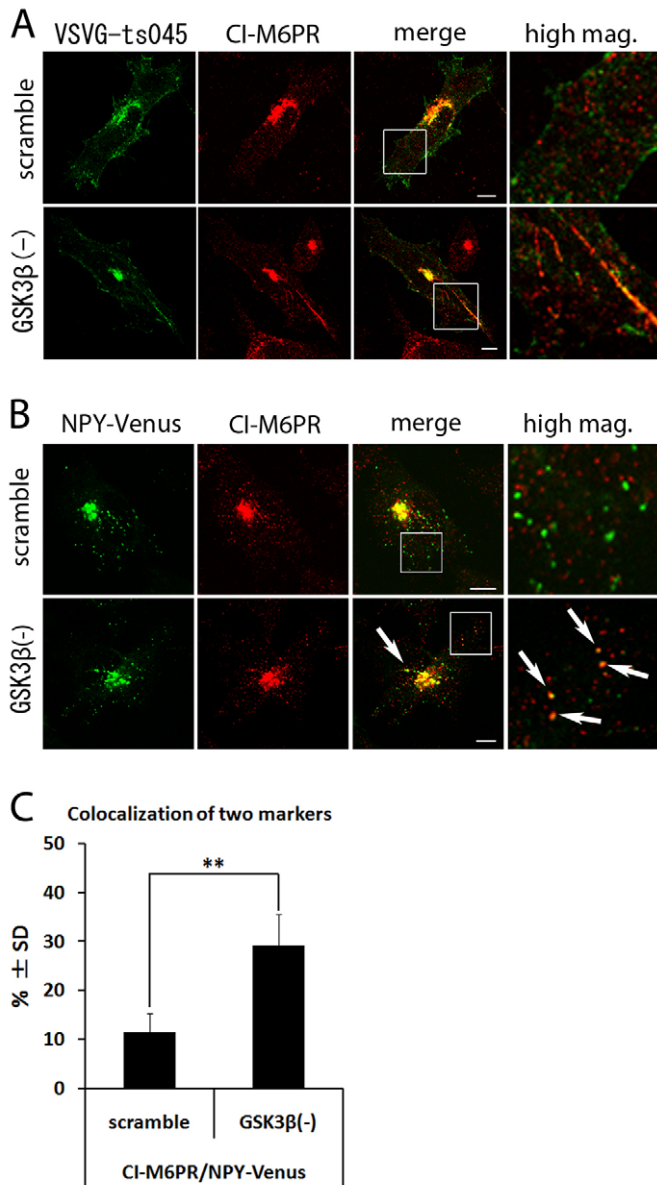 A
VSVG-ts045 CI-M6PR merge high mag.
scramble
GSK3β(-)
B
NPY-Venus CI-M6PR merge high mag.
scramble
GSK3β(-)
C
Colocalization of two markers
% ± SD
50
40
30
20
10
0
**
scramble GSK3β(-)
CI-M6PR/NPY-Venus